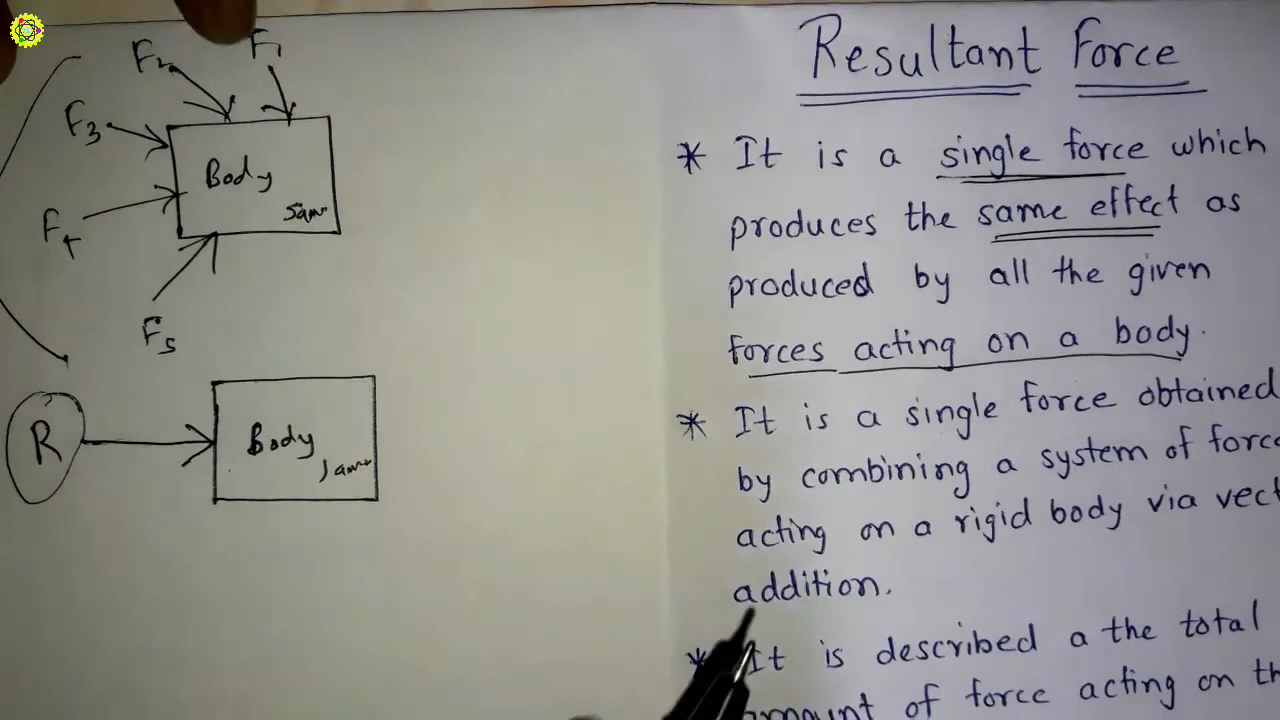 F2 F1
F3
Body
Same
F4
F5
R
Body
Same
Resultant Force
* It is a single force which
produces the same effect as
produced by all the given
forces acting on a body.
* It is a single force obtained
by combining a system of force
acting on a rigid body via vect
addition.
* It is described a the total
amount of force acting on th